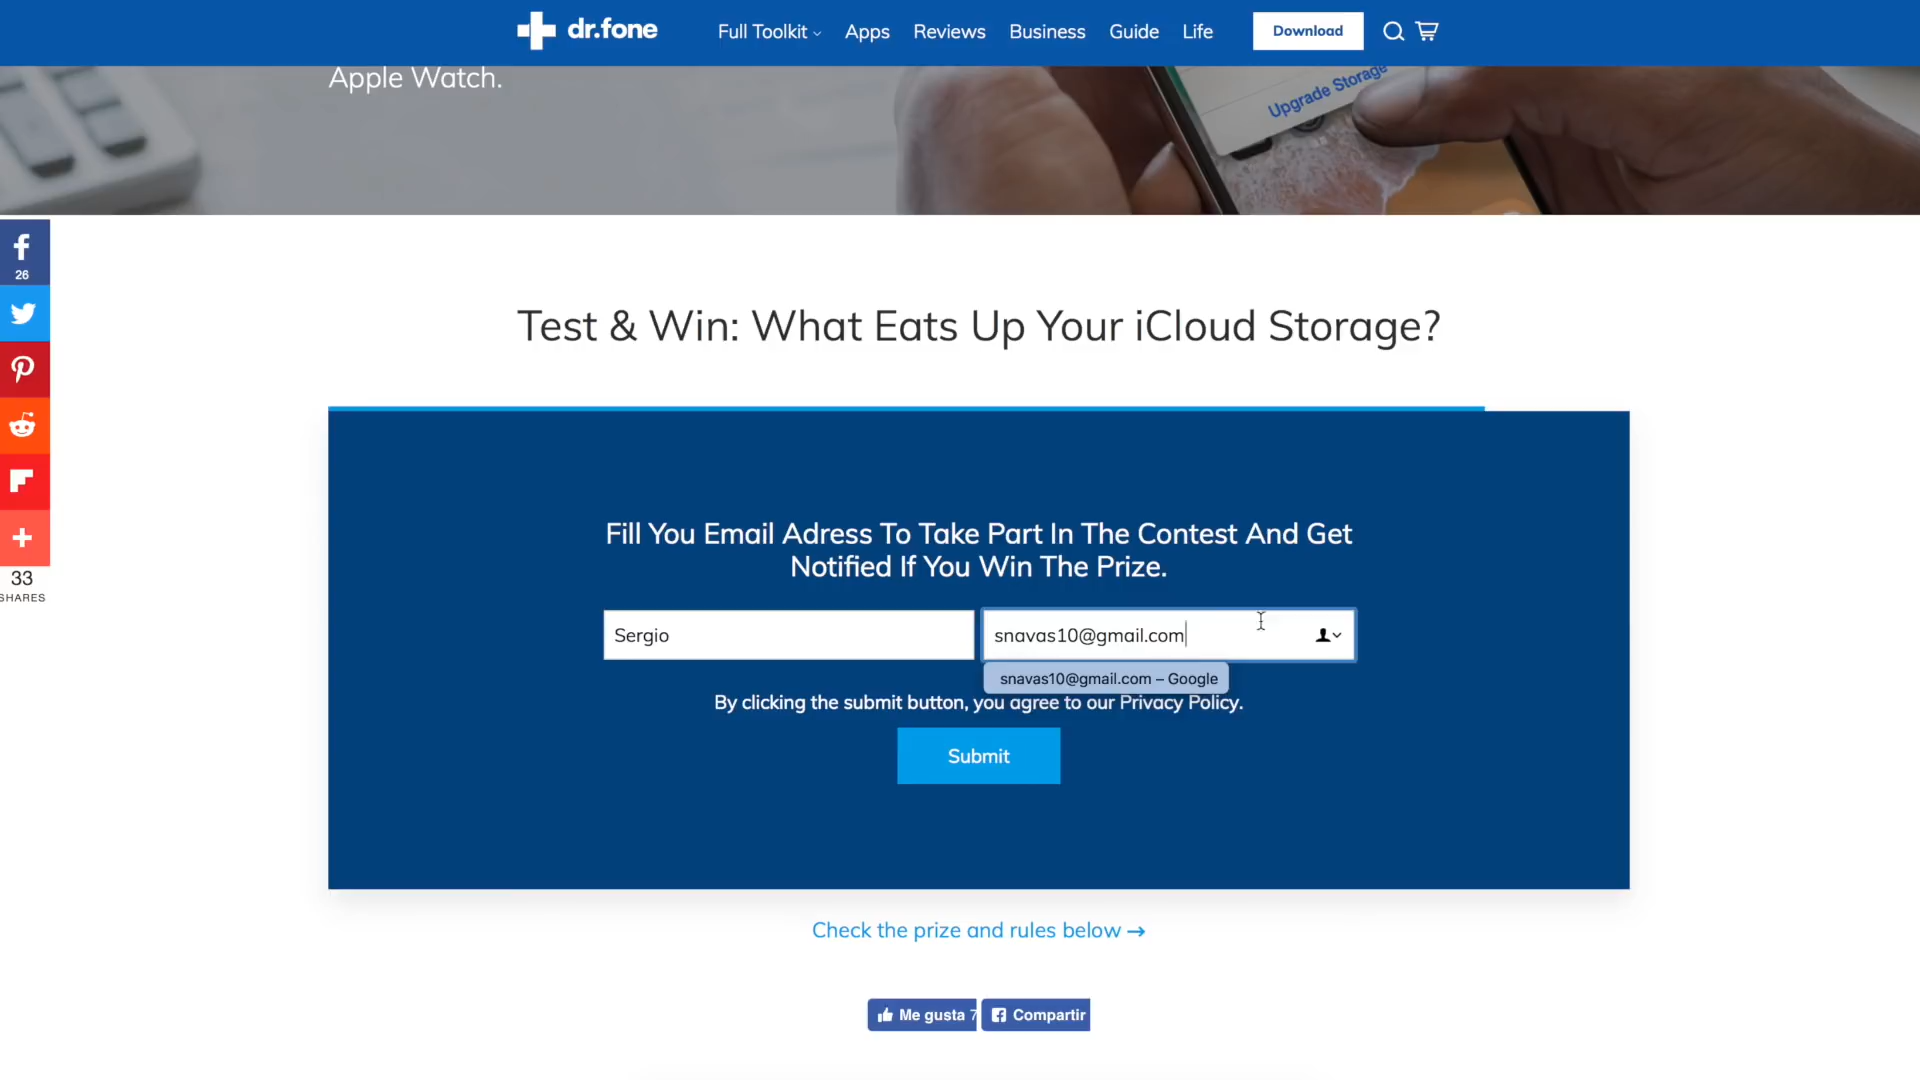 dr.fone
Full Toolkit
Apps
Reviews
Business
Guide
Life
Download
Apple Watch.
Upgrade Storage
26
33
SHARES
Test & Win: What Eats Up Your iCloud Storage?
Fill You Email Adress To Take Part In The Contest And Get
Notified If You Win The Prize.
Sergio
snavas10@gmail.com
snavas10@gmail.com – Google
By clicking the submit button, you agree to our Privacy Policy.
Submit
Check the prize and rules below →
Me gusta 7
Compartir